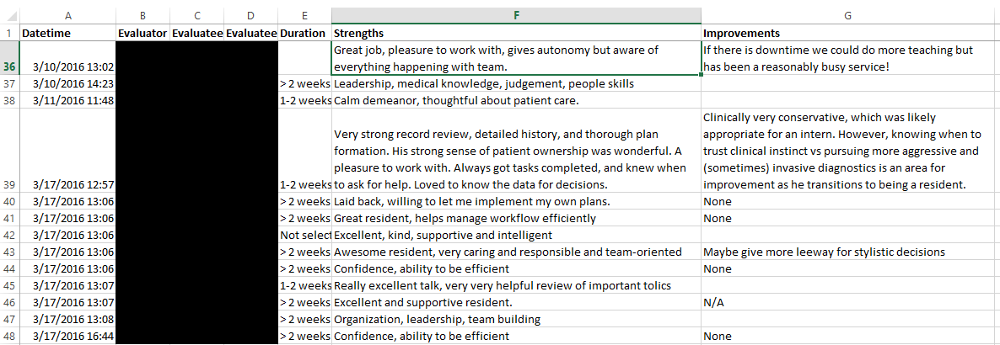 A B C D E F G
1 Datetime Evaluator Evaluatee Evaluatee Duration Strengths Improvements
Great job, pleasure to work with, gives autonomy but aware of If there is downtime we could do more teaching but
36 3/10/2016 13:02 everything happening with team. has been a reasonably busy service!
37 3/10/2016 14:23 > 2 weeks Leadership, medical knowledge, judgement, people skills
38 3/11/2016 11:48 1-2 weeks Calm demeanor, thoughtful about patient care.
Clinically very conservative, which was likely
Very strong record review, detailed history, and thorough plan appropriate for an intern. However, knowing when to
formation. His strong sense of patient ownership was wonderful. A trust clinical instinct vs pursuing more aggressive and
pleasure to work with. Always got tasks completed, and knew when (sometimes) invasive diagnostics is an area for
39 3/17/2016 12:57 1-2 weeks to ask for help. Loved to know the data for decisions. improvement as he transitions to being a resident.
40 3/17/2016 13:06 > 2 weeks Laid back, willing to let me implement my own plans. None
41 3/17/2016 13:06 > 2 weeks Great resident, helps manage workflow efficiently None
42 3/17/2016 13:06 Not select Excellent, kind, supportive and intelligent
43 3/17/2016 13:06 > 2 weeks Awesome resident, very caring and responsible and team-oriented Maybe give more leeway for stylistic decisions
44 3/17/2016 13:06 > 2 weeks Confidence, ability to be efficient None
45 3/17/2016 13:07 1-2 weeks Really excellent talk, very very helpful review of important tolics
46 3/17/2016 13:07 > 2 weeks Excellent and supportive resident. N/A
47 3/17/2016 13:08 > 2 weeks Organization, leadership, team building
48 3/17/2016 16:44 > 2 weeks Confidence, ability to be efficient None